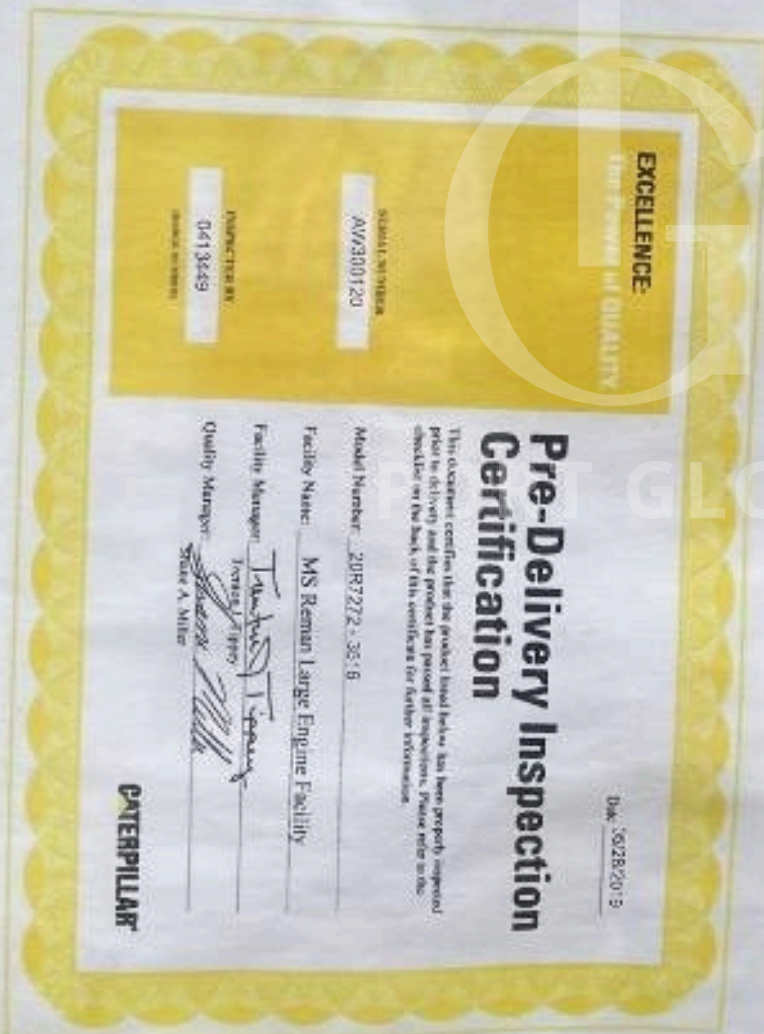 EXCELLENCE:
The Power of QUALITY
SERIAL NUMBER
AW300120
INSPECTED BY
0413449
Pre-Delivery Inspection
Certification
This document certifies that the product listed below has been properly inspected
prior to delivery and the product has passed all inspections. Please refer to the
checklist on the back of this certificate for further information.
Model Number: 20R7272 - 3516
Facility Name: MS Reman Large Engine Facility
Facility Manager:
Tippey
Quality Manager:
A. Miller
Date:
CATERPILLAR
GLO